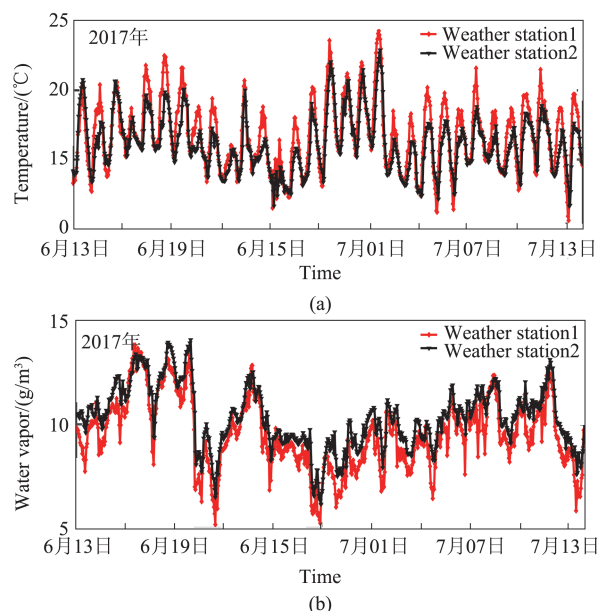 25
20
15
0
Temperature/(℃)
2017年
Weather station1
Weather station2
6月13日 6月19日 6月15日 7月01日 7月07日 7月13日
Time
(a)
15
10
5
Water vapor/(g/m³)
2017年
Weather station1
Weather station2
6月13日 6月19日 6月15日 7月01日 7月07日 7月13日
Time
(b)